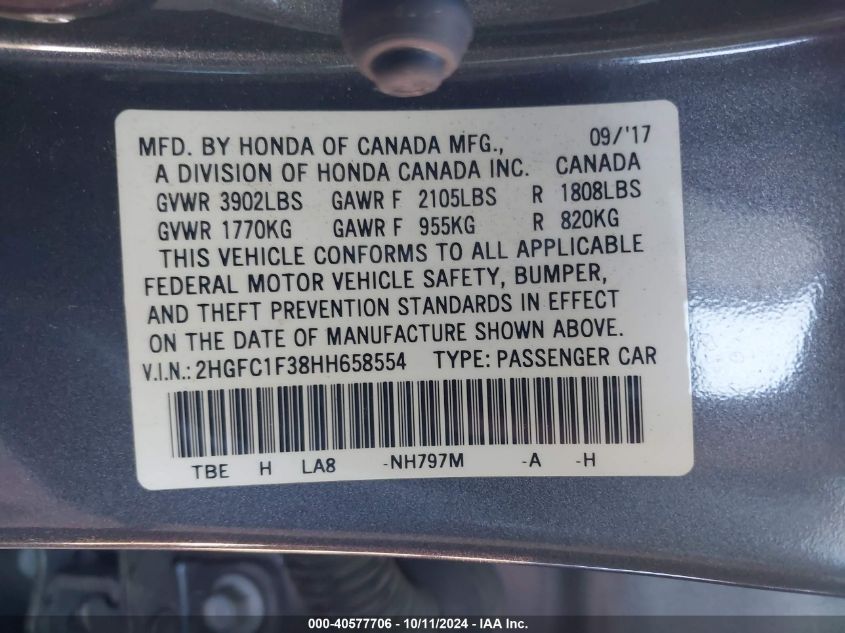 MFD. BY HONDA OF CANADA MFG., 09/'17
A DIVISION OF HONDA CANADA INC. CANADA
GVWR 3902LBS GAWR F 2105LBS R 1808LBS
GVWR 1770KG GAWR F 955KG R 820KG
THIS VEHICLE CONFORMS TO ALL APPLICABLE
FEDERAL MOTOR VEHICLE SAFETY, BUMPER,
AND THEFT PREVENTION STANDARDS IN EFFECT
ON THE DATE OF MANUFACTURE SHOWN ABOVE.
V.I.N.: 2HGFC1F38HH658554 TYPE: PASSENGER CAR
TBE H LA8 -NH797M -A -H
000-40577706 - 10/11/2024 - IAA Inc.